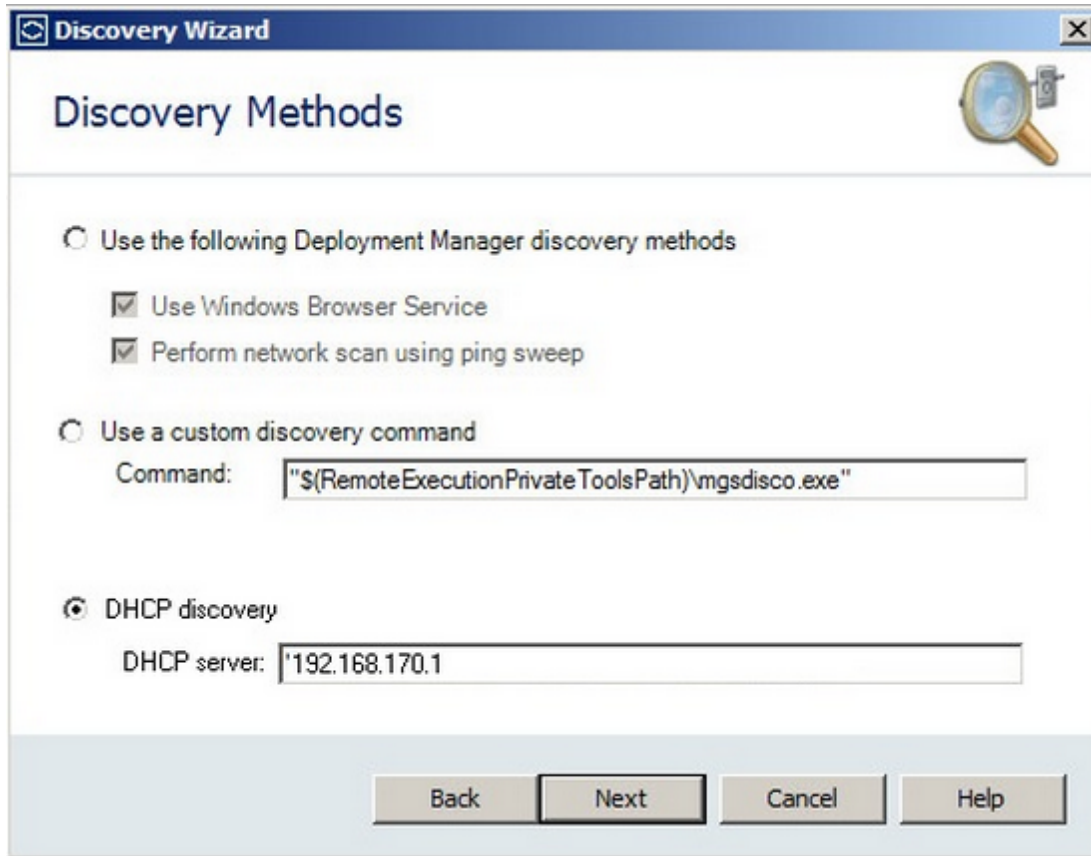 Discovery Wizard
Discovery Methods
Use the following Deployment Manager discovery methods
Use Windows Browser Service
Perform network scan using ping sweep
Use a custom discovery command
Command: "$(RemoteExecutionPrivateToolsPath)\mgsdisco.exe"
DHCP discovery
DHCP server: '192.168.170.1
Back Next Cancel Help